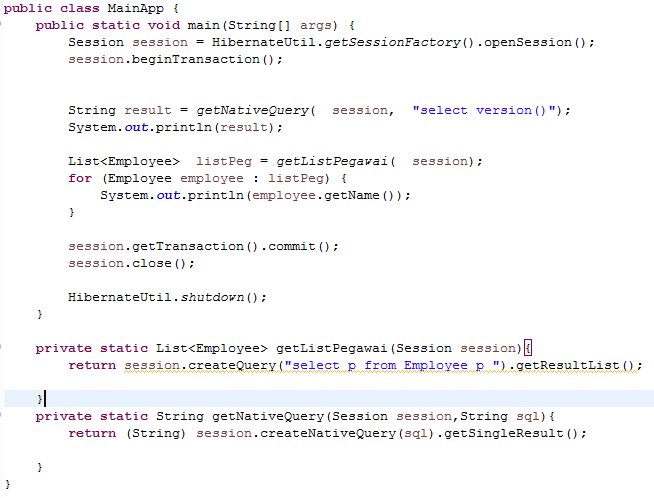 public class MainApp {
    public static void main(String[] args) {
        Session session = HibernateUtil.getSessionFactory().openSession();
        session.beginTransaction();


        String result = getNativeQuery(  session,  "select version()");
        System.out.println(result);

        List<Employee>  listPeg = getListPegawai(  session);
        for (Employee employee : listPeg) {
            System.out.println(employee.getName());
        }

        session.getTransaction().commit();
        session.close();

        HibernateUtil.shutdown();
    }

    private static List<Employee> getListPegawai(Session session){
        return session.createQuery("select p from Employee p ").getResultList();

    }
    private static String getNativeQuery(Session session,String sql){
        return (String) session.createNativeQuery(sql).getSingleResult();

    }
}